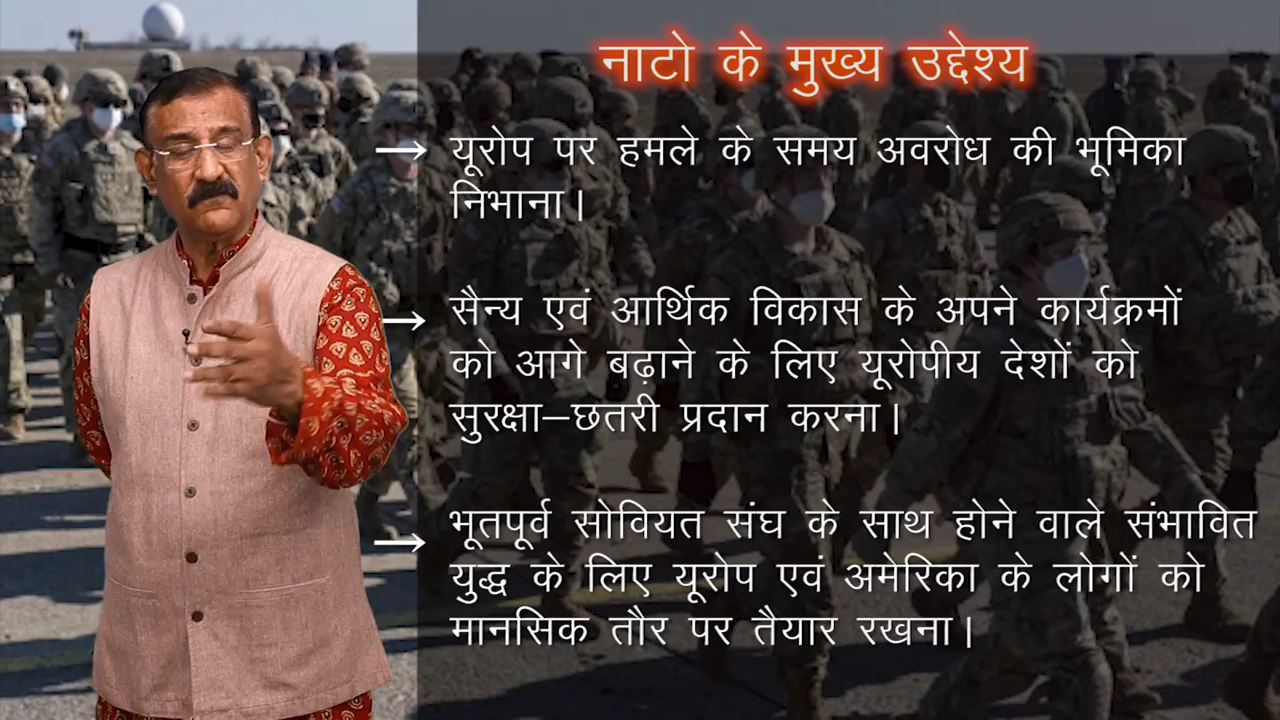 नाटो के मुख्य उद्देश्य
→ यूरोप पर हमले के समय अवरोध की भूमिका
निभाना।
→ सैन्य एवं आर्थिक विकास के अपने कार्यक्रमों
को आगे बढ़ाने के लिए यूरोपीय देशों को
सुरक्षा–छतरी प्रदान करना।
→ भूतपूर्व सोवियत संघ के साथ होने वाले संभावित
युद्ध के लिए यूरोप एवं अमेरिका के लोगों को
मानसिक तौर पर तैयार रखना।